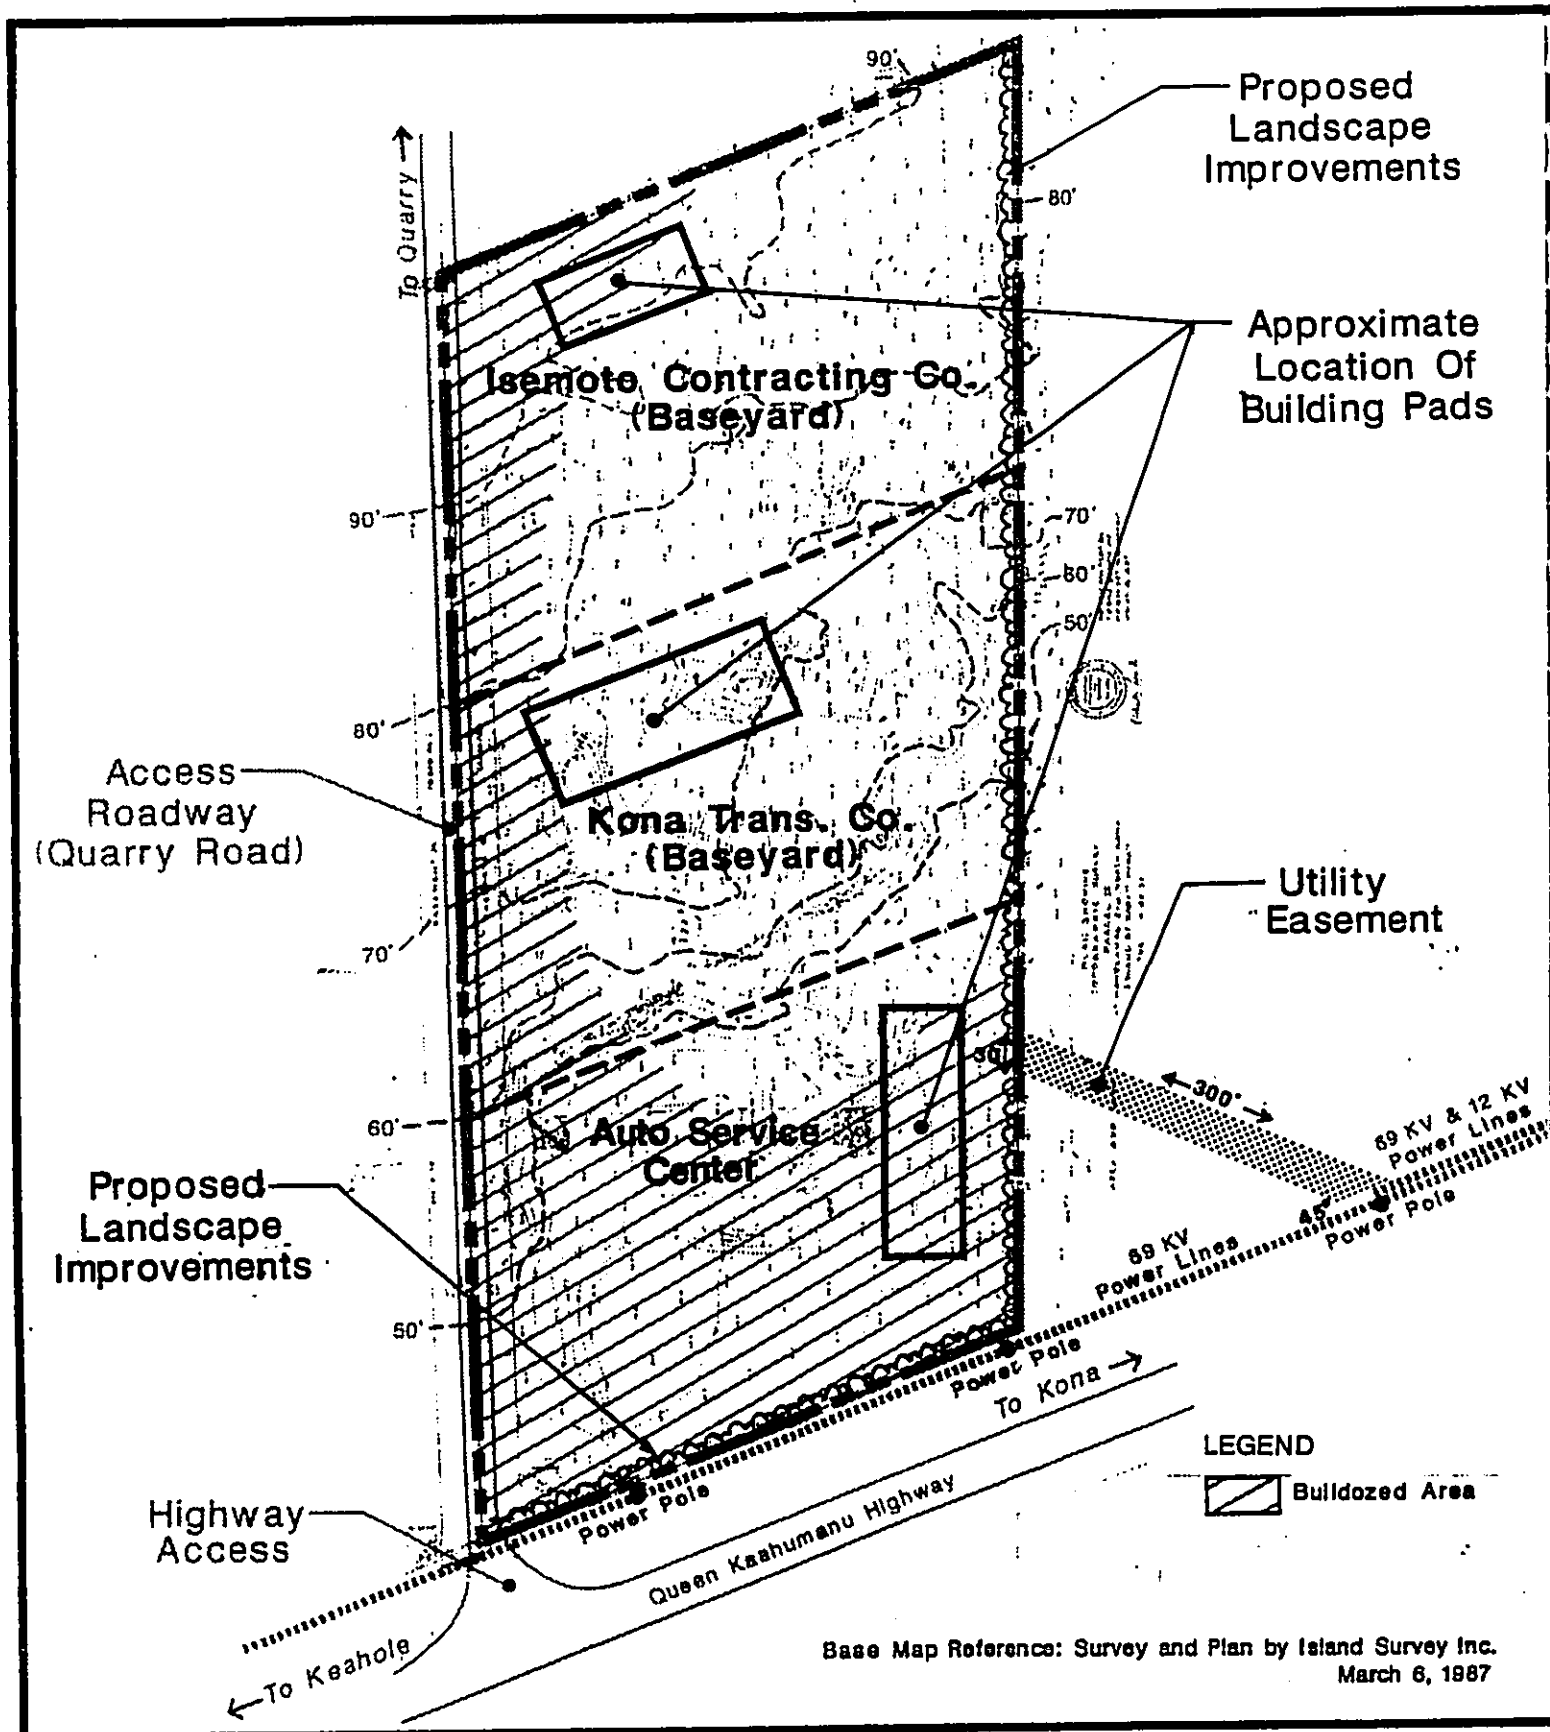 90'
Proposed
Landscape
Improvements
To Quarry
80'
Approximate
Location Of
Building Pads
Isemoto Contracting Co.
(Baseyard)
90'
70'
60'
50'
80'
Access
Roadway
(Quarry Road)
Kona Trans. Co.
(Baseyard)
Utility
Easement
70'
30'
300'
69 KV & 12 KV
Power Lines
60'
Auto Service
Center
Proposed
Landscape
Improvements
45'
Power Pole
69 KV
Power Lines
50'
Power Pole
To Kona
LEGEND
Bulldozed Area
Power Pole
Highway
Access
Queen Kaahumanu Highway
To Keahole
Base Map Reference: Survey and Plan by Island Survey Inc.
March 6, 1987